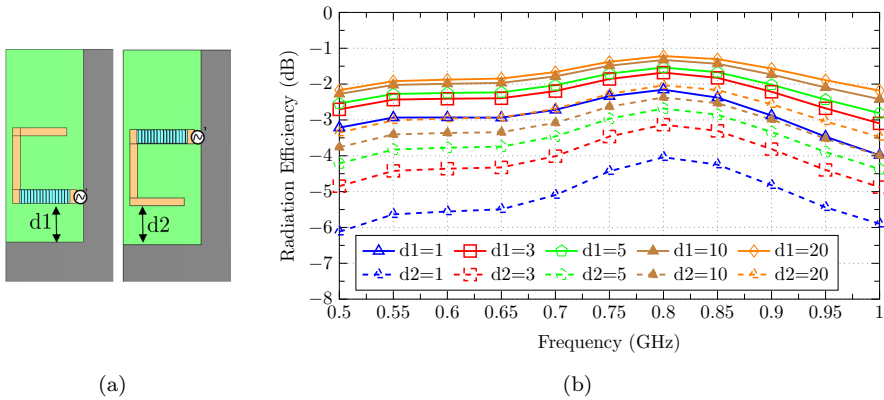 d1
d2
Radiation Efficiency (dB)
0
−1
−2
−3
−4
−5
−6
−7
−8
d1=1 d1=3 d1=5 d1=10 d1=20
d2=1 d2=3 d2=5 d2=10 d2=20
0.5 0.55 0.6 0.65 0.7 0.75 0.8 0.85 0.9 0.95 1
Frequency (GHz)
(a)
(b)